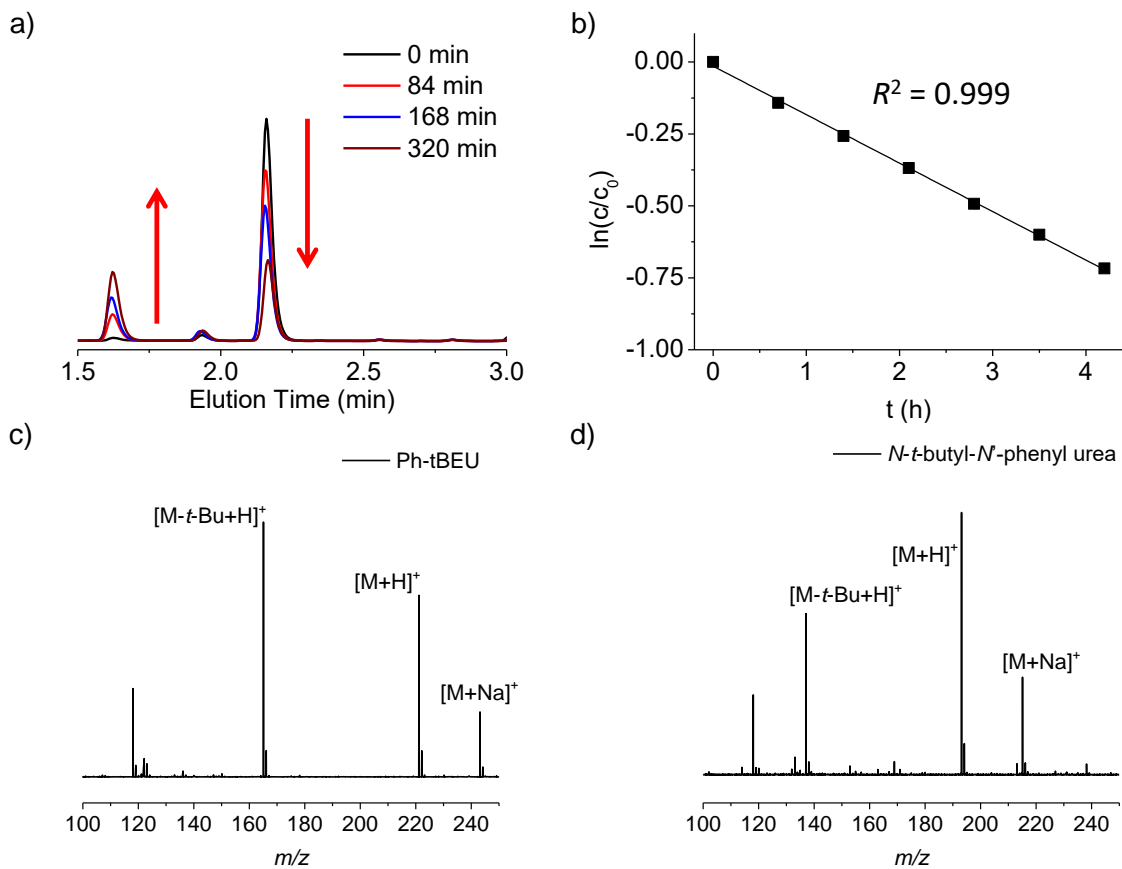 a)
0 min
84 min
168 min
320 min
1.5 2.0 2.5 3.0
Elution Time (min)
b)
R² = 0.999
0.00
-0.25
-0.50
-0.75
-1.00
ln(c/c₀)
0 1 2 3 4
t (h)
c)
Ph-tBEU
[M-t-Bu+H]⁺
[M+H]⁺
[M+Na]⁺
100 120 140 160 180 200 220 240
m/z
d)
N-t-butyl-N'-phenyl urea
[M+H]⁺
[M-t-Bu+H]⁺
[M+Na]⁺
100 120 140 160 180 200 220 240
m/z